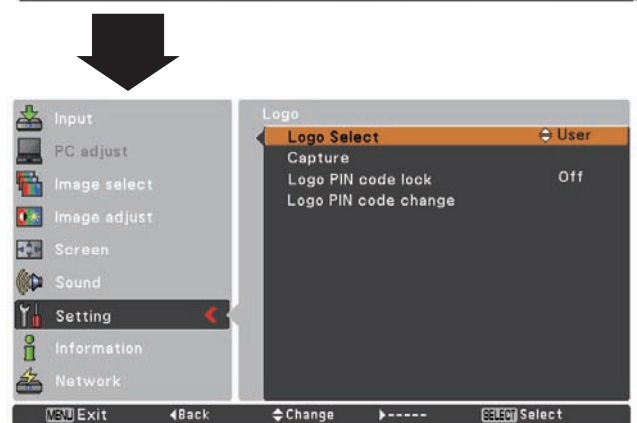 Input
PC adjust
Image select
Image adjust
Screen
Sound
Setting
Information
Network
Logo
Logo Select User
Capture
Logo PIN code lock Off
Logo PIN code change
MENU Exit Back Change ----- SELECT Select